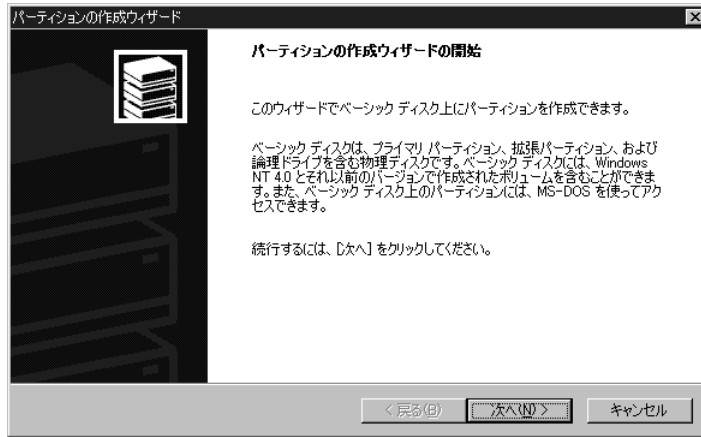 パーティションの作成ウィザード
パーティションの作成ウィザードの開始
このウィザードでベーシック ディスク上にパーティションを作成できます。
ベーシック ディスクは、プライマリ パーティション、拡張パーティション、および
論理ドライブを含む物理ディスクです。ベーシック ディスクには、Windows
NT 4.0 とそれ以前のバージョンで作成されたボリュームを含むことができま
す。また、ベーシック ディスク上のパーティションには、MS-DOS を使ってアク
セスできます。
続行するには、[次へ] をクリックしてください。
< 戻る(B) 次へ(N) > キャンセル